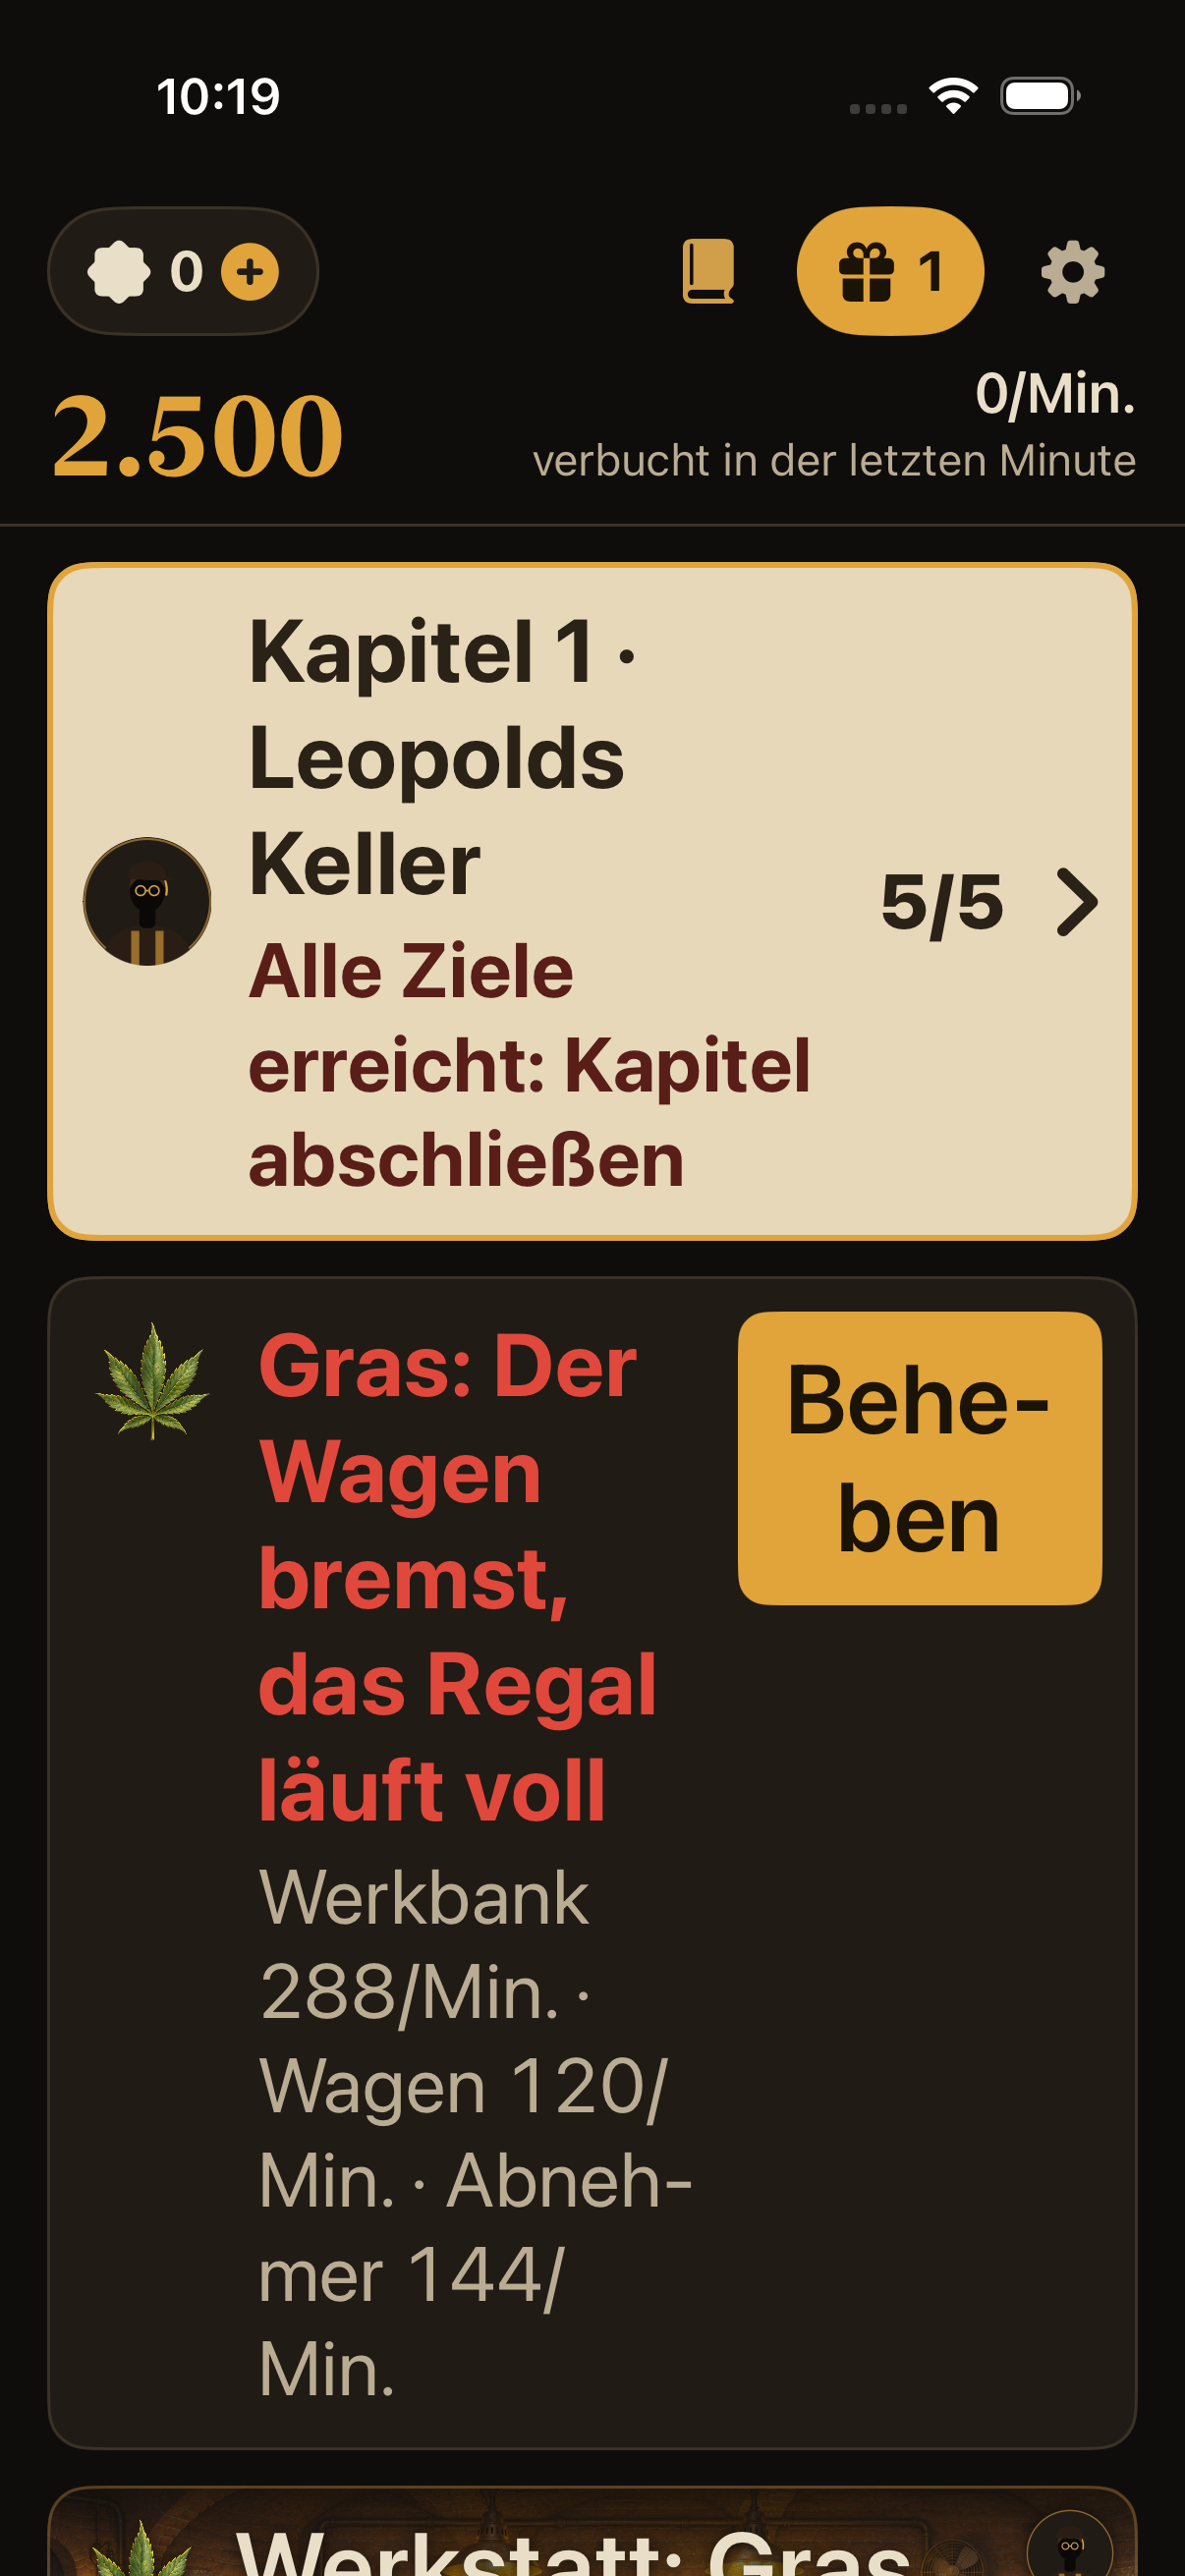 10:19
0
1
2.500
0/Min.
verbucht in der letzten Minute
Kapitel 1 ·
Leopolds
Keller
Alle Ziele
erreicht: Kapitel
abschließen
5/5
Gras: Der
Wagen
bremst,
das Regal
läuft voll
Behe-
ben
Werkbank
288/Min. ·
Wagen 120/
Min. · Abneh-
mer 144/
Min.
Werkstatt: Gras